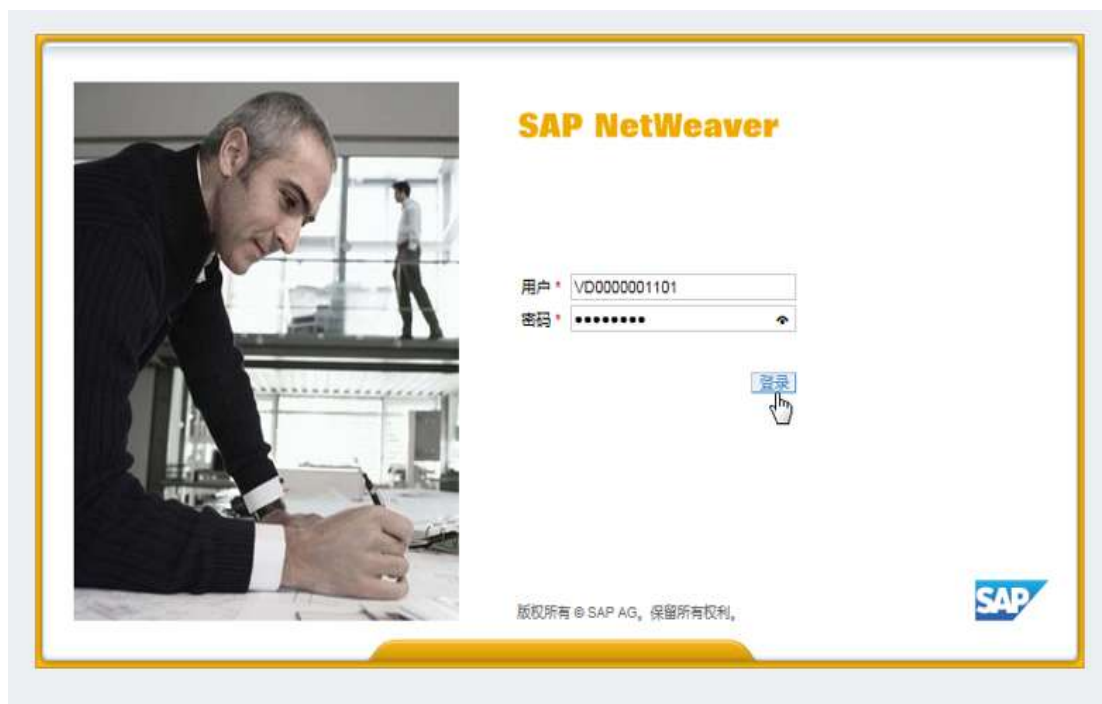 SAP NetWeaver
用户 * VD0000001101
密码 * ••••••••
登录
版权所有 © SAP AG。保留所有权利。
SAP